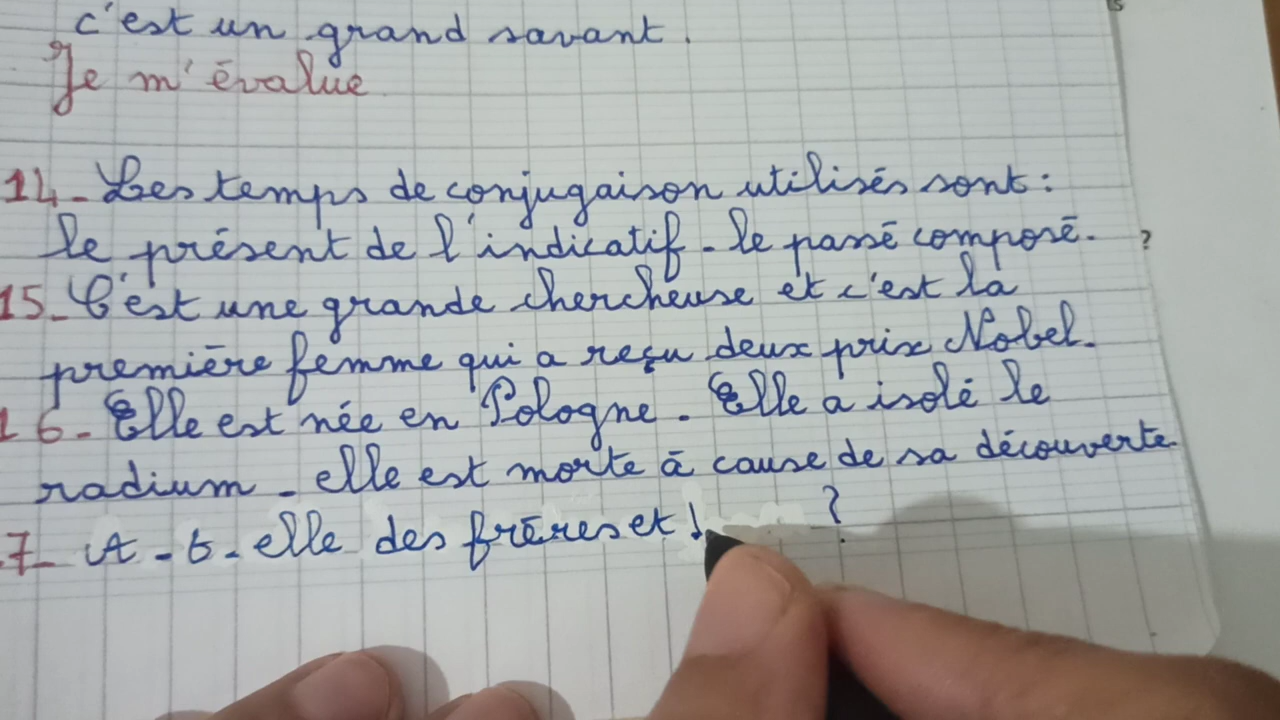 c'est un grand savant.
Je m'évalue
14_ Les temps de conjugaison utilisés sont :
le présent de l'indicatif - le passé composé. ?
15_ C'est une grande chercheuse et c'est la
première femme qui a reçu deux prix Nobel.
16- Elle est née en Pologne. Elle a isolé le
radium - elle est morte à cause de sa découverte.
7- A-t-elle des frères et ?